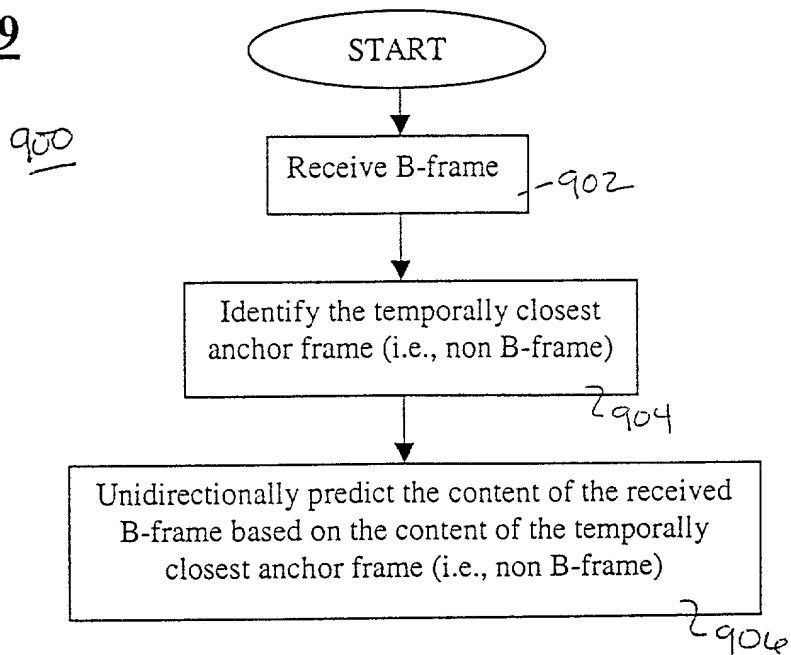 9
START
900
Receive B-frame
902
Identify the temporally closest
anchor frame (i.e., non B-frame)
904
Unidirectionally predict the content of the received
B-frame based on the content of the temporally
closest anchor frame (i.e., non B-frame)
906